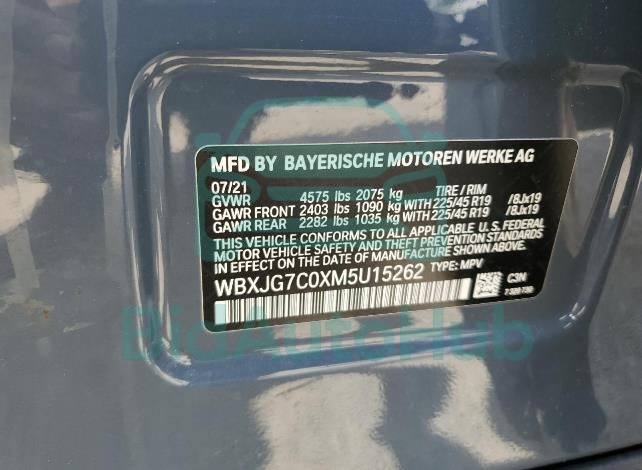 MFD BY BAYERISCHE MOTOREN WERKE AG
07/21
GVWR 4575 lbs 2075 kg TIRE / RIM
GAWR FRONT 2403 lbs 1090 kg WITH 225/45 R19 /8Jx19
GAWR REAR 2282 lbs 1035 kg WITH 225/45 R19 /8Jx19
THIS VEHICLE CONFORMS TO ALL APPLICABLE U.S. FEDERAL
MOTOR VEHICLE SAFETY AND THEFT PREVENTION STANDARDS
IN EFFECT ON THE DATE OF MANUFACTURE SHOWN ABOVE.
WBXJG7C0XM5U15262 TYPE: MPV
C3N
BidAutoHub